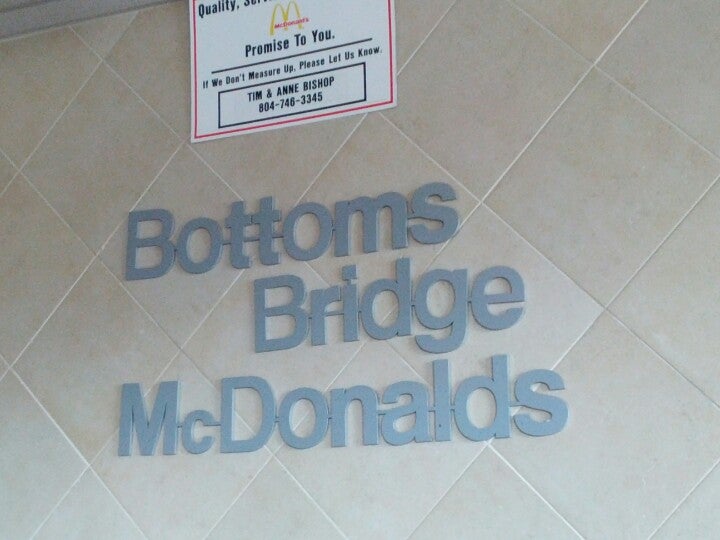 Quality,
McDonald's
Promise To You.
If We Don't Measure Up, Please Let Us Know.
TIM & ANNE BISHOP
804-746-3345
Bottoms
Bridge
McDonalds